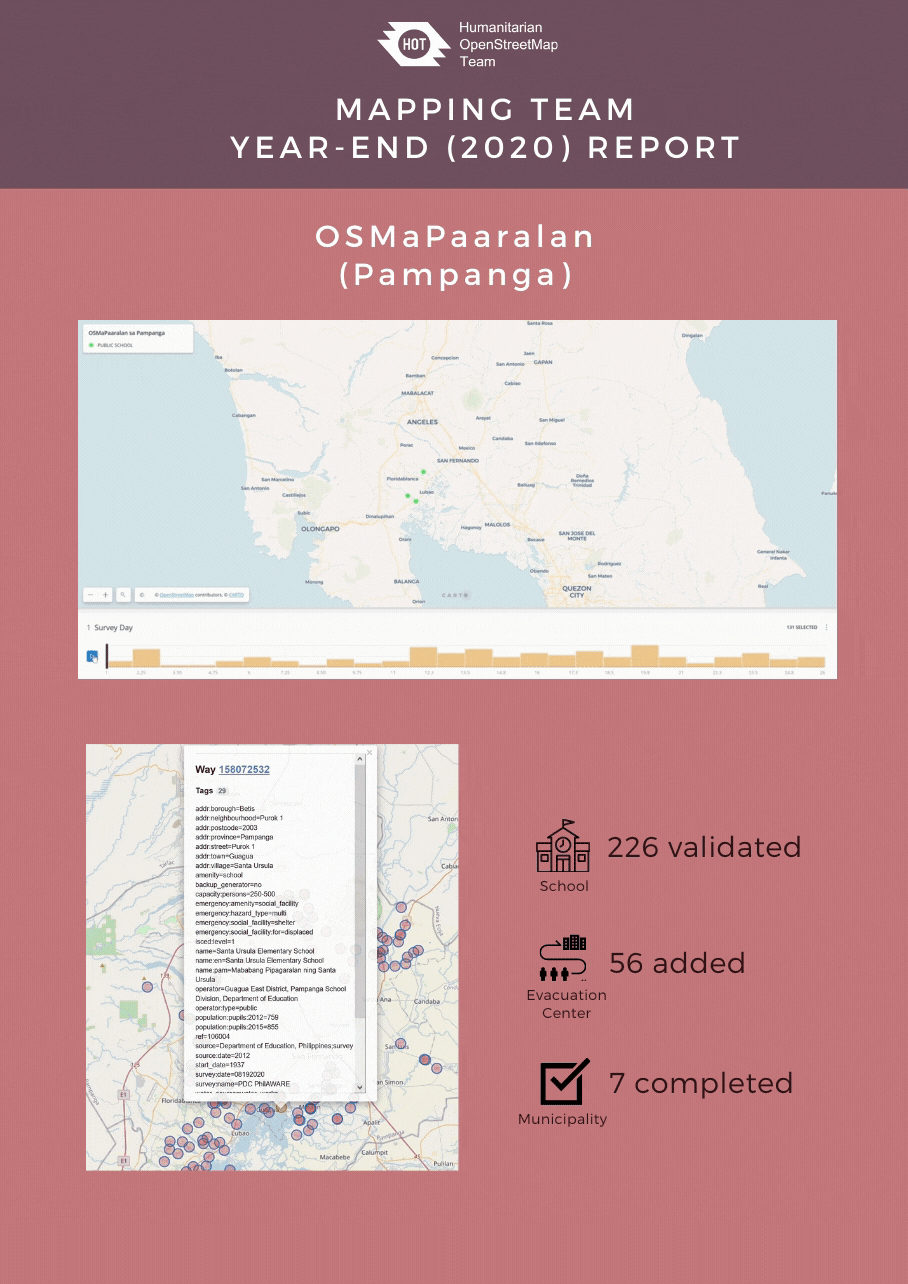 HOT
Humanitarian
OpenStreetMap
Team
MAPPING TEAM
YEAR-END (2020) REPORT
OSMaPaaralan
(Pampanga)
OSMaPaaralan sa Pampanga
PUBLIC SCHOOL
Santa Rosa
Dingalan
Iba
Botolan
Concepcion
Jaen
San Antonio
GAPAN
Bamban
Cabiao
MABALACAT
Cabangan
ANGELES
Arayat
San Miguel
Candaba
San Ildefonso
Porac
Mexico
SAN FERNANDO
San Marcelino
San Antonio
Castillejos
Floridablanca
Lubao
Baliuag
Doña
Remedios
Trinidad
Subic
Dinalupihan
OLONGAPO
Hagonoy
MALOLOS
SAN JOSE DEL
MONTE
Orani
Bocaue
General Nakar
Infanta
Obando
Rodriguez
San Mateo
Morong
BALANGA
QUEZON
CITY
Real
Orion
© OpenStreetMap contributors, © CARTO
CARTO
1 Survey Day
131 SELECTED
Way 158072532
Tags 29
addr:borough=Betis
addr:neighbourhood=Purok 1
addr:postcode=2003
addr:province=Pampanga
addr:street=Purok 1
addr:town=Guagua
addr:village=Santa Ursula
amenity=school
backup_generator=no
capacity:persons=250-500
emergency:amenity=social_facility
emergency:hazard_type=multi
emergency:social_facility=shelter
emergency:social_facility:for=displaced
isced:level=1
name=Santa Ursula Elementary School
name:en=Santa Ursula Elementary School
name:pam=Mababang Pipagaralan ning Santa
Ursula
operator=Guagua East District, Pampanga School
Division, Department of Education
operator:type=public
population:pupils:2012=759
population:pupils:2015=855
ref=106004
source=Department of Education, Philippines;survey
source:date=2012
start_date=1937
survey:date=08192020
survey:name=PDC PhilAWARE
San Anton
Cabia
Ana
Candaba
San Luis
San Simon
Florida
Lubao
Apalit
Calumpit
Macabebe
Pulilan
E1
E1
226 validated
School
56 added
Evacuation
Center
7 completed
Municipality